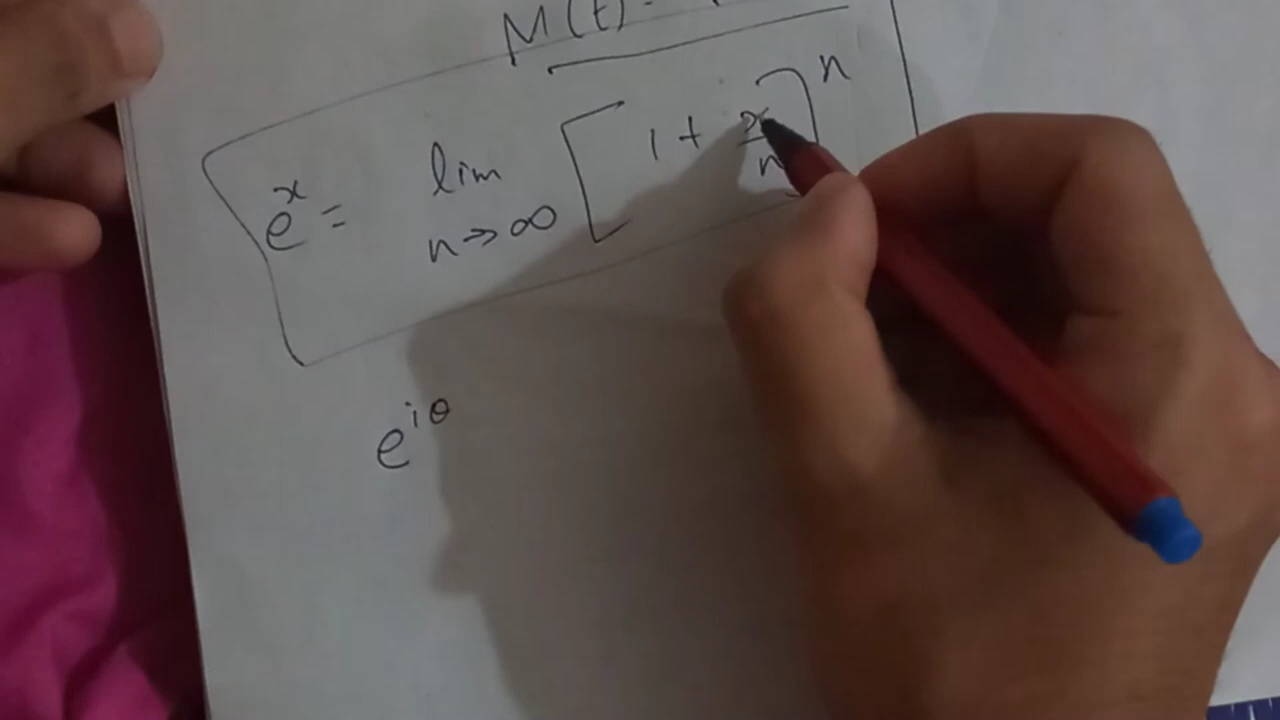 M(t) =
e^x = lim n→∞ [1 + x/n]^n
e^{iθ}